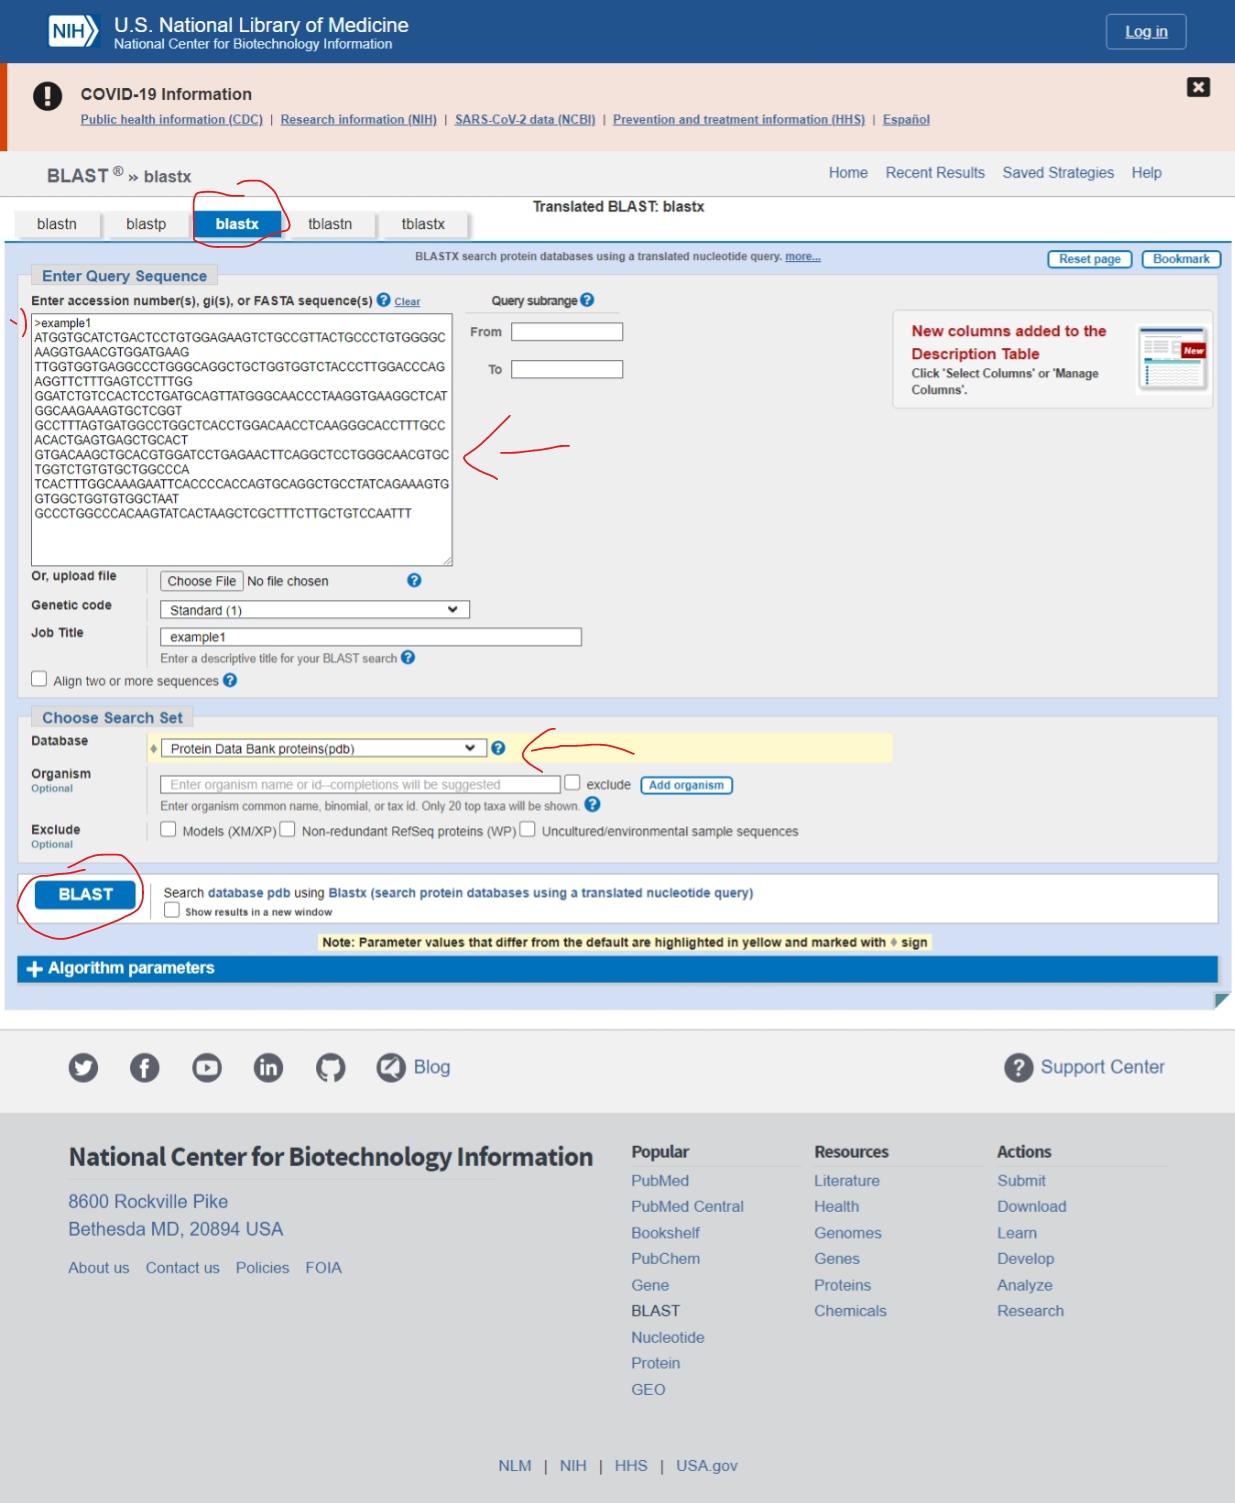 NIH
U.S. National Library of Medicine
National Center for Biotechnology Information
Log in
COVID-19 Information
Public health information (CDC) | Research information (NIH) | SARS-CoV-2 data (NCBI) | Prevention and treatment information (HHS) | Español
BLAST ® » blastx
Home Recent Results Saved Strategies Help
Translated BLAST: blastx
blastn blastp blastx tblastn tblastx
BLASTX search protein databases using a translated nucleotide query. more...
Reset page Bookmark
Enter Query Sequence
Enter accession number(s), gi(s), or FASTA sequence(s) ? Clear
Query subrange ?
>example1
ATGGTGCATCTGACTCCTGTGGAGAAGTCTGCCGTTACTGCCCTGTGGGGC
AAGGTGAACGTGGATGAAG
TTGGTGGTGAGGCCCTGGGCAGGCTGCTGGTGGTCTACCCTTGGACCCAG
AGGTTCTTTGAGTCCTTTGG
GGATCTGTCCACTCCTGATGCAGTTATGGGCAACCCTAAGGTGAAGGCTCAT
GGCAAGAAAGTGCTCGGT
GCCTTTAGTGATGGCCTGGCTCACCTGGACAACCTCAAGGGCACCTTTGCC
ACACTGAGTGAGCTGCACT
GTGACAAGCTGCACGTGGATCCTGAGAACTTCAGGCTCCTGGGCAACGTGC
TGGTCTGTGTGCTGGCCCA
TCACTTTGGCAAAGAATTCACCCCACCAGTGCAGGCTGCCTATCAGAAAGTG
GTGGCTGGTGTGGCTAAT
GCCCTGGCCCACAAGTATCACTAAGCTCGCTTTCTTGCTGTCCAATTT
From
To
New columns added to the
Description Table
Click 'Select Columns' or 'Manage
Columns'.
New
Or, upload file Choose File No file chosen ?
Genetic code Standard (1)
Job Title example1
Enter a descriptive title for your BLAST search ?
Align two or more sequences ?
Choose Search Set
Database Protein Data Bank proteins(pdb) ?
Organism
Optional
Enter organism name or id--completions will be suggested exclude Add organism
Enter organism common name, binomial, or tax id. Only 20 top taxa will be shown. ?
Exclude
Optional
Models (XM/XP) Non-redundant RefSeq proteins (WP) Uncultured/environmental sample sequences
BLAST
Search database pdb using Blastx (search protein databases using a translated nucleotide query)
Show results in a new window
Note: Parameter values that differ from the default are highlighted in yellow and marked with ♦ sign
+ Algorithm parameters
Blog
? Support Center
National Center for Biotechnology Information
8600 Rockville Pike
Bethesda MD, 20894 USA
About us Contact us Policies FOIA
Popular
PubMed
PubMed Central
Bookshelf
PubChem
Gene
BLAST
Nucleotide
Protein
GEO
Resources
Literature
Health
Genomes
Genes
Proteins
Chemicals
Actions
Submit
Download
Learn
Develop
Analyze
Research
NLM | NIH | HHS | USA.gov